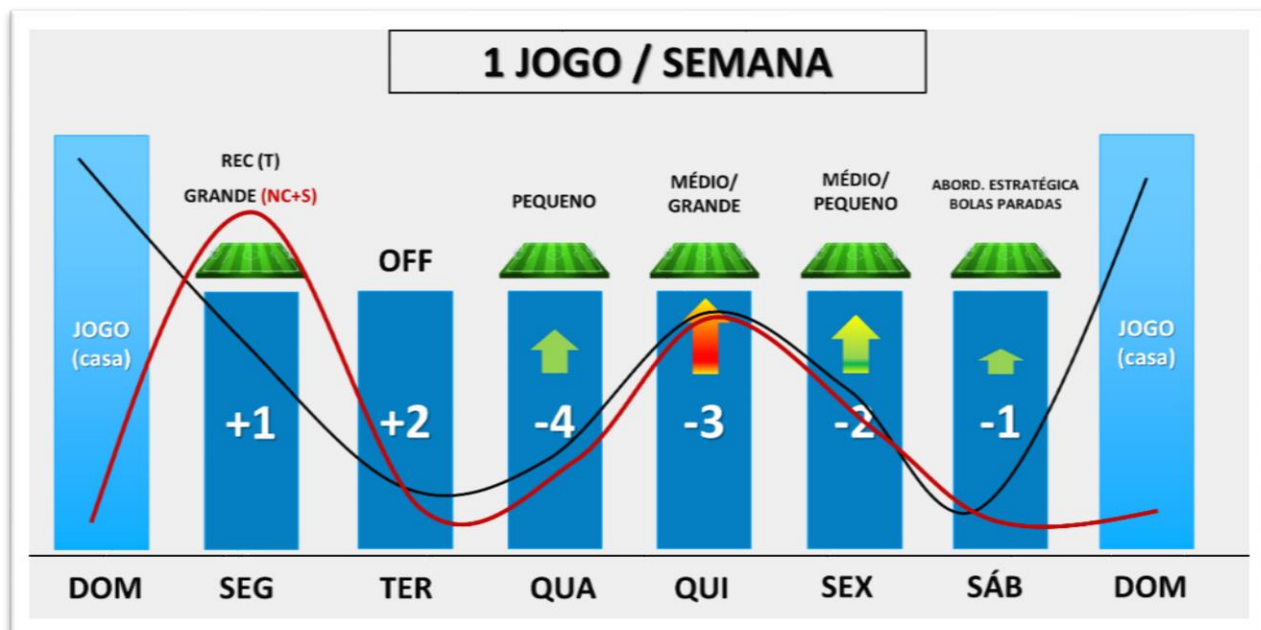 1 JOGO / SEMANA
REC (T)
GRANDE (NC+S)
PEQUENO
MÉDIO/
GRANDE
MÉDIO/
PEQUENO
ABORD. ESTRATÉGICA
BOLAS PARADAS
OFF
JOGO
(casa)
+1
+2
-4
-3
-2
-1
JOGO
(casa)
DOM
SEG
TER
QUA
QUI
SEX
SÁB
DOM